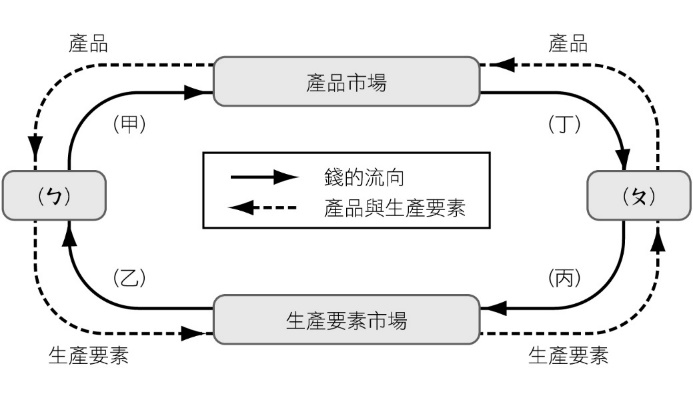 產品
產品
產品市場
（甲）
（丁）
錢的流向
（ㄅ）
（ㄆ）
產品與生產要素
（乙）
（丙）
生產要素市場
生產要素
生產要素